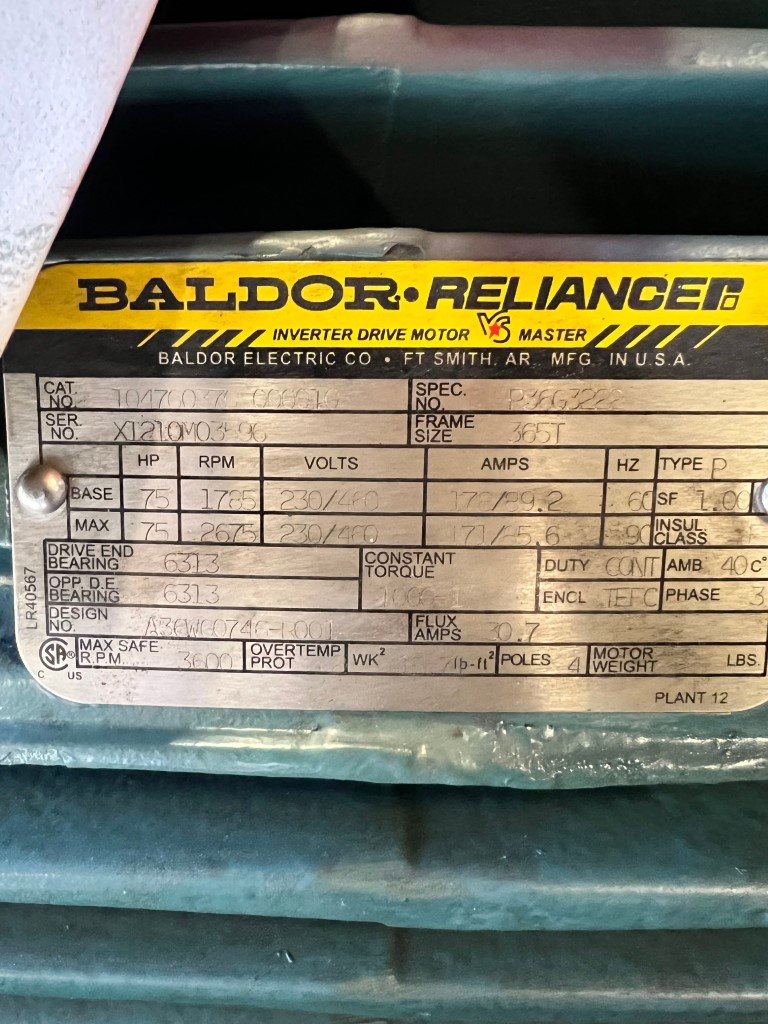 BALDOR • RELIANCER
INVERTER DRIVE MOTOR VS MASTER
BALDOR ELECTRIC CO • FT SMITH, AR. MFG. IN U.S.A.
CAT. NO. SPEC. NO.
SER. NO. FRAME SIZE 365T
HP RPM VOLTS AMPS HZ TYPE P
BASE 75 1785 230/460 60 SF 1.00
MAX 75 2675 230/460 90 INSUL. CLASS
DRIVE END BEARING 6313 CONSTANT TORQUE DUTY CONT AMB 40 C°
OPP. D.E. BEARING 6313 ENCL TEFC PHASE 3
DESIGN NO. FLUX AMPS 30.7
MAX SAFE R.P.M. 3600 OVERTEMP PROT WK² lb-ft² POLES 4 MOTOR WEIGHT LBS.
LR40567
SA® C US
PLANT 12